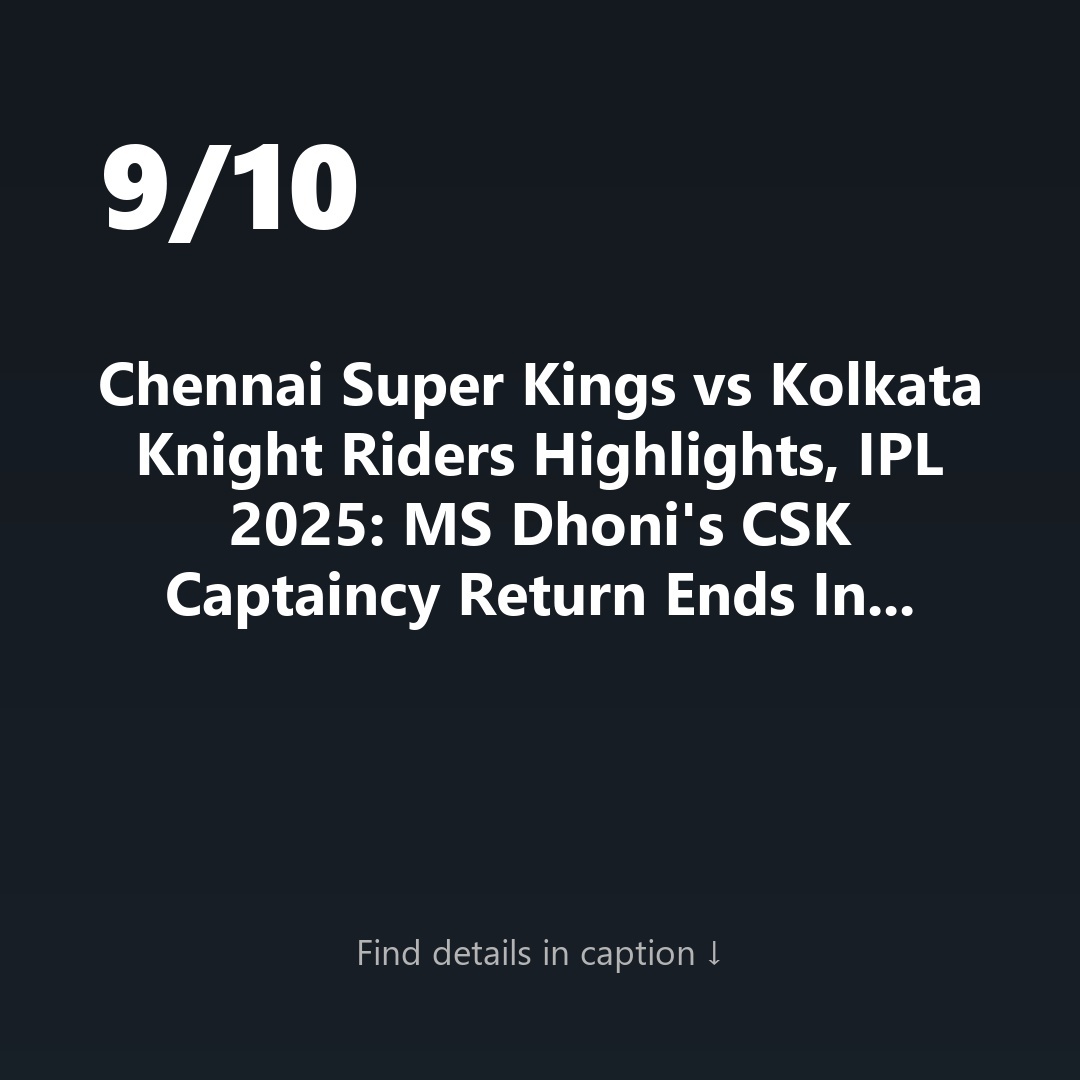 9/10
Chennai Super Kings vs Kolkata
Knight Riders Highlights, IPL
2025: MS Dhoni's CSK
Captaincy Return Ends In...
Find details in caption ↓